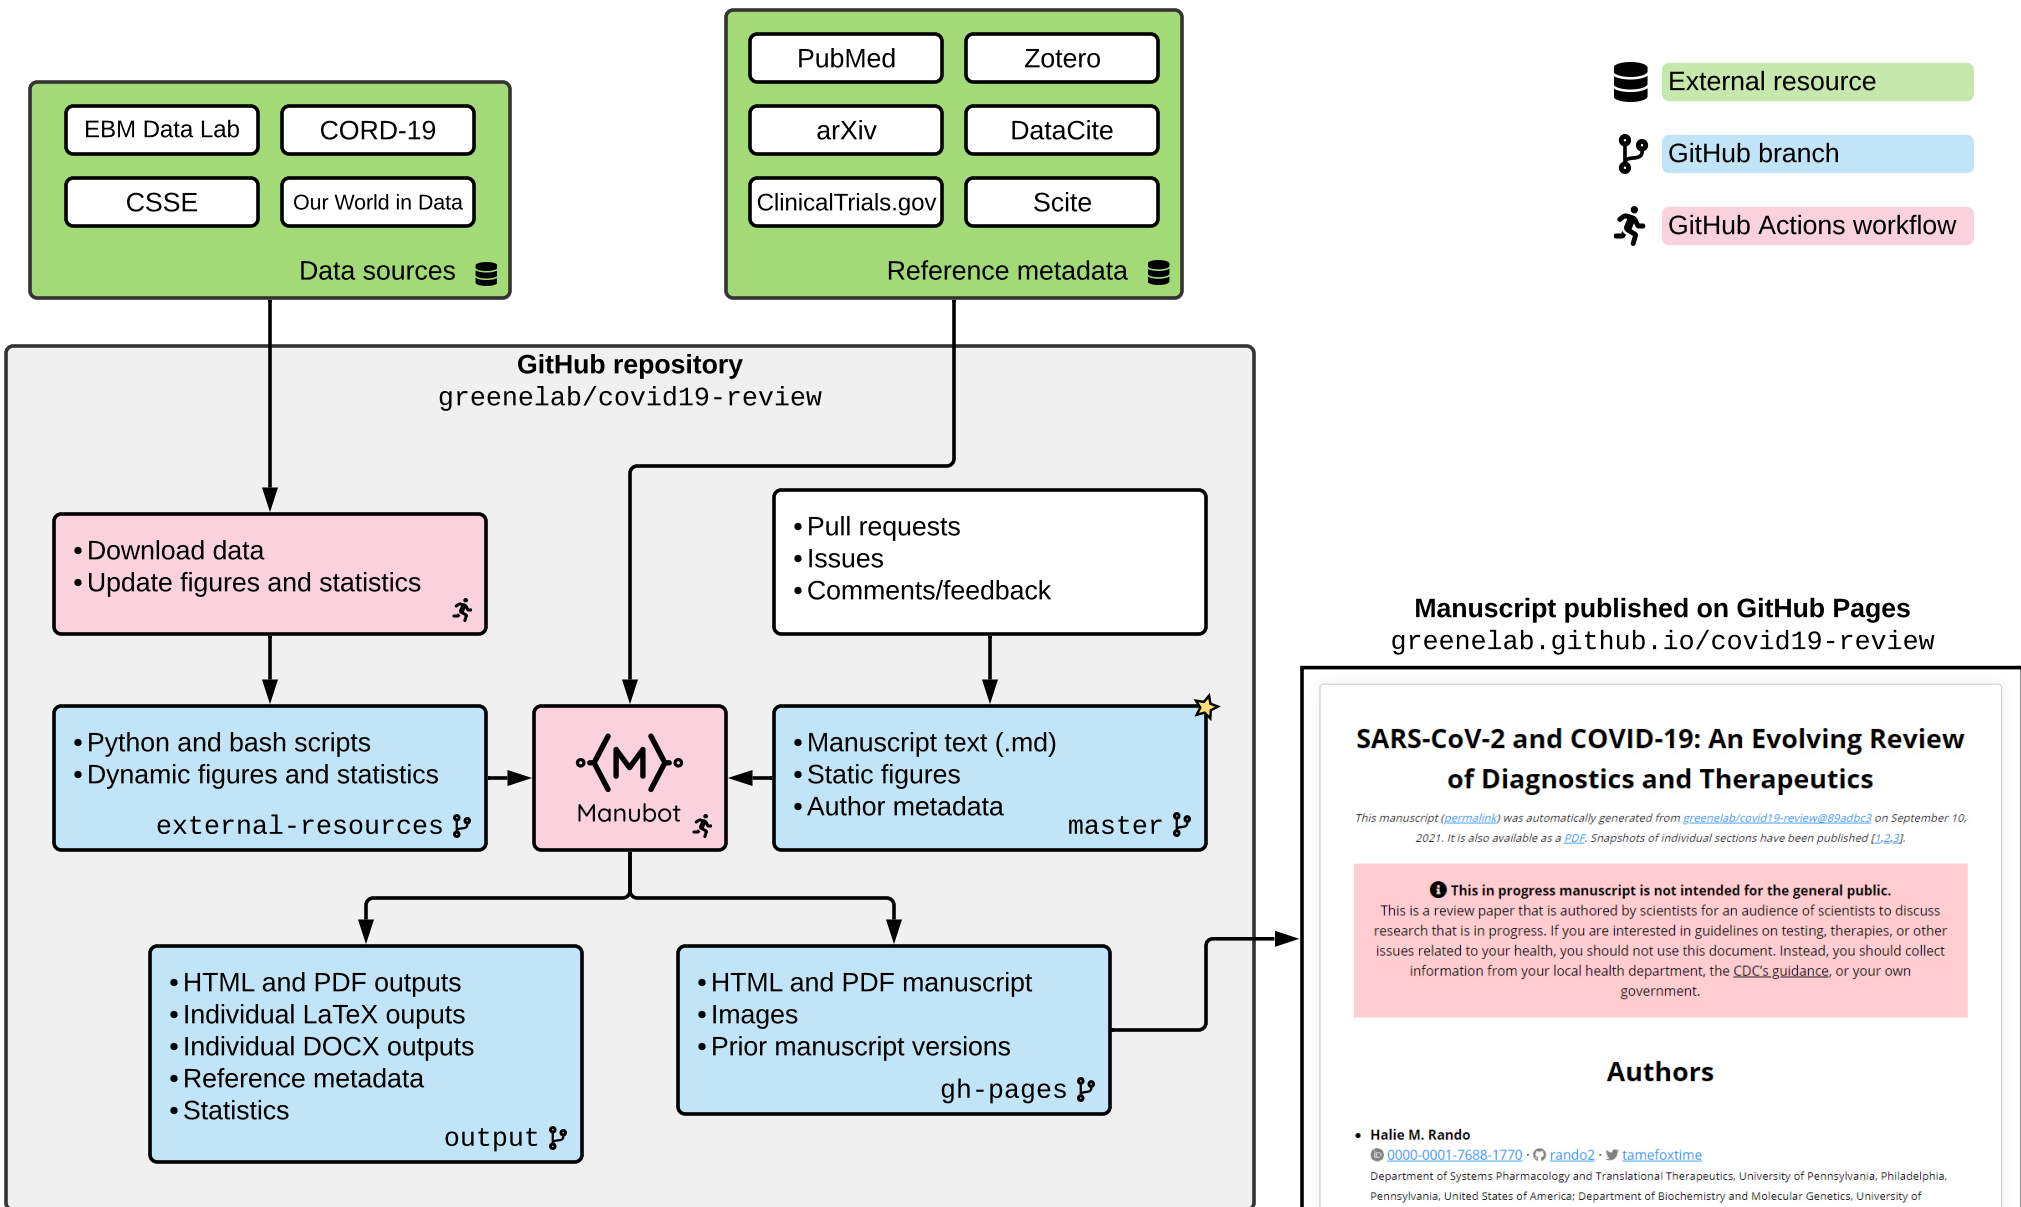 PubMed
Zotero
arXiv
DataCite
ClinicalTrials.gov
Scite
Reference metadata
EBM Data Lab
CORD-19
CSSE
Our World in Data
Data sources
External resource
GitHub branch
GitHub Actions workflow
GitHub repository
greenelab/covid19-review
•Download data
•Update figures and statistics
•Pull requests
•Issues
•Comments/feedback
•Python and bash scripts
•Dynamic figures and statistics
external-resources
M
Manubot
•Manuscript text (.md)
•Static figures
•Author metadata
master
•HTML and PDF outputs
•Individual LaTeX ouputs
•Individual DOCX outputs
•Reference metadata
•Statistics
output
•HTML and PDF manuscript
•Images
•Prior manuscript versions
gh-pages
Manuscript published on GitHub Pages
greenelab.github.io/covid19-review
SARS-CoV-2 and COVID-19: An Evolving Review
of Diagnostics and Therapeutics
This manuscript (permalink) was automatically generated from greenelab/covid19-review@89adbc3 on September 10,
2021. It is also available as a PDF. Snapshots of individual sections have been published [1,2,3].
This in progress manuscript is not intended for the general public.
This is a review paper that is authored by scientists for an audience of scientists to discuss
research that is in progress. If you are interested in guidelines on testing, therapies, or other
issues related to your health, you should not use this document. Instead, you should collect
information from your local health department, the CDC's guidance, or your own
government.
Authors
• Halie M. Rando
0000-0001-7688-1770 · rando2 · tamefoxtime
Department of Systems Pharmacology and Translational Therapeutics, University of Pennsylvania, Philadelphia,
Pennsylvania, United States of America; Department of Biochemistry and Molecular Genetics, University of